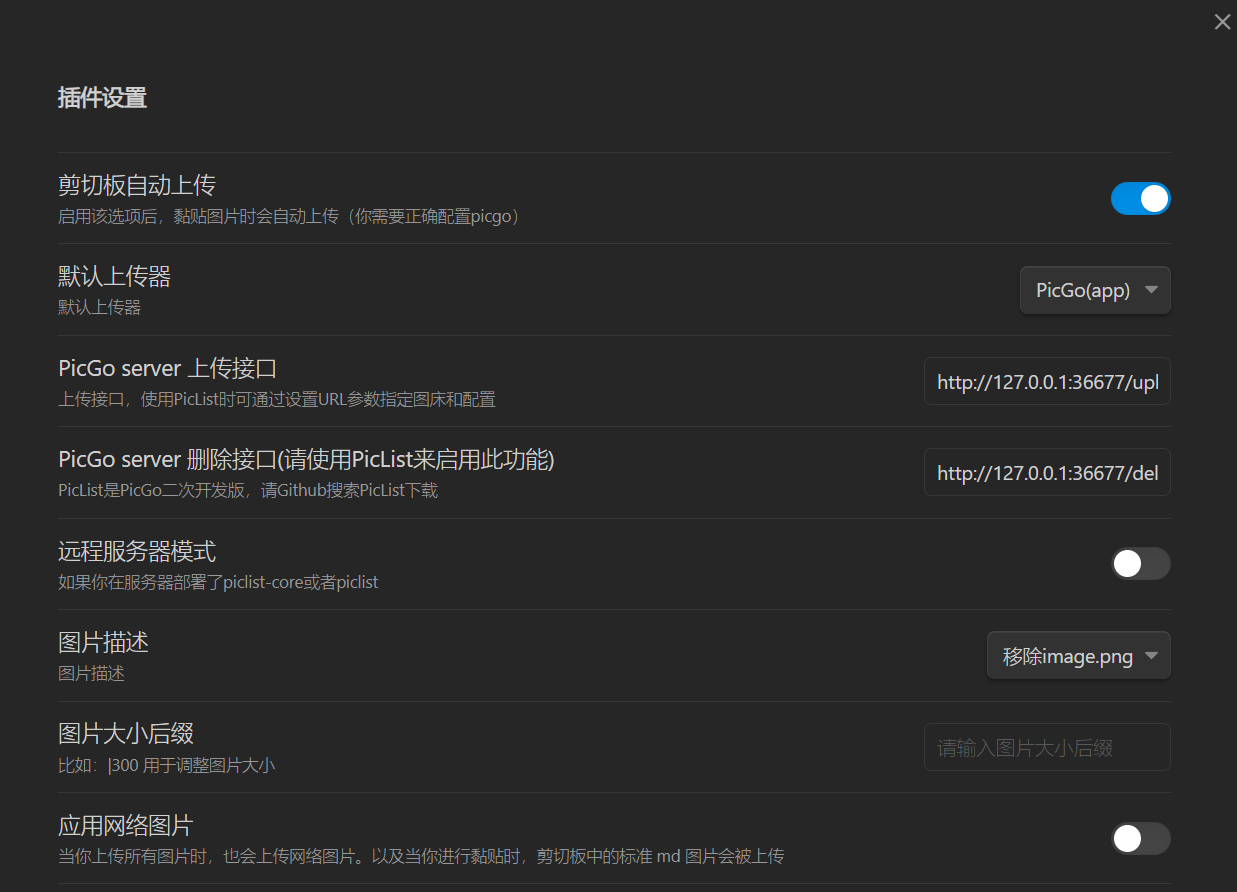 插件设置
剪切板自动上传
启用该选项后，黏贴图片时会自动上传（你需要正确配置picgo）
默认上传器
默认上传器
PicGo(app)
PicGo server 上传接口
上传接口，使用PicList时可通过设置URL参数指定图床和配置
http://127.0.0.1:36677/upl
PicGo server 删除接口(请使用PicList来启用此功能)
PicList是PicGo二次开发版，请Github搜索PicList下载
http://127.0.0.1:36677/del
远程服务器模式
如果你在服务器部署了piclist-core或者piclist
图片描述
图片描述
移除image.png
图片大小后缀
比如：|300 用于调整图片大小
请输入图片大小后缀
应用网络图片
当你上传所有图片时，也会上传网络图片。以及当你进行黏贴时，剪切板中的标准 md 图片会被上传